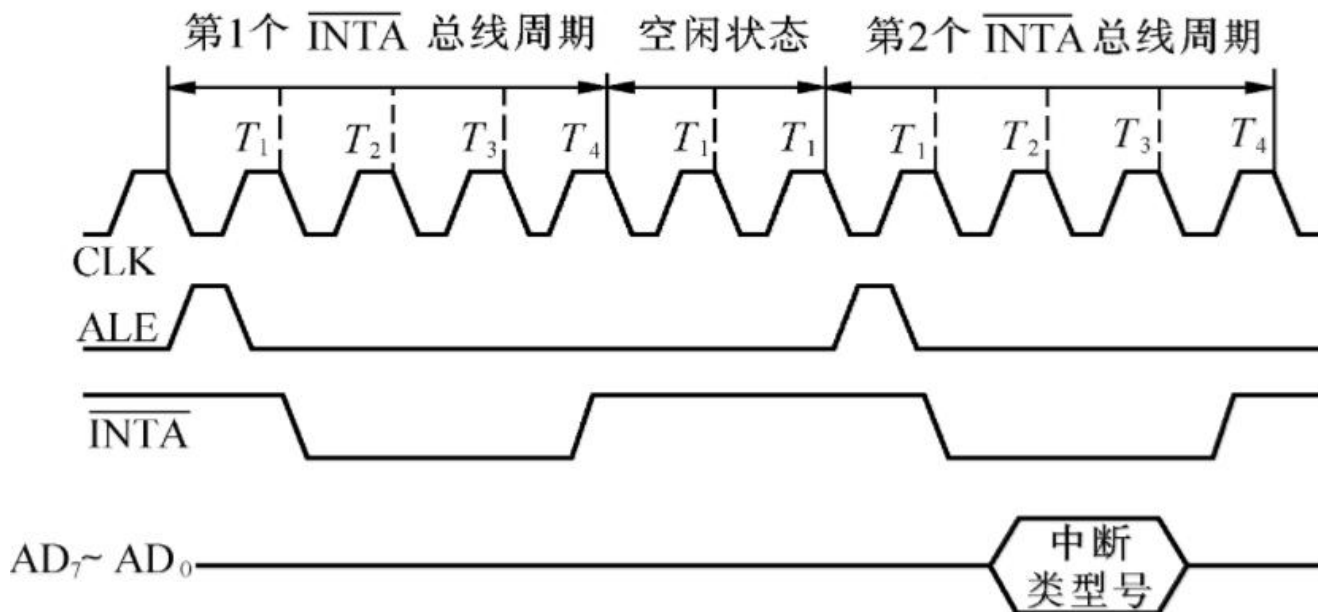 第1个 INTA 总线周期 空闲状态 第2个 INTA 总线周期
T1 T2 T3 T4 T1 T1 T1 T2 T3 T4
CLK
ALE
INTA
AD7~ AD0
中断
类型号